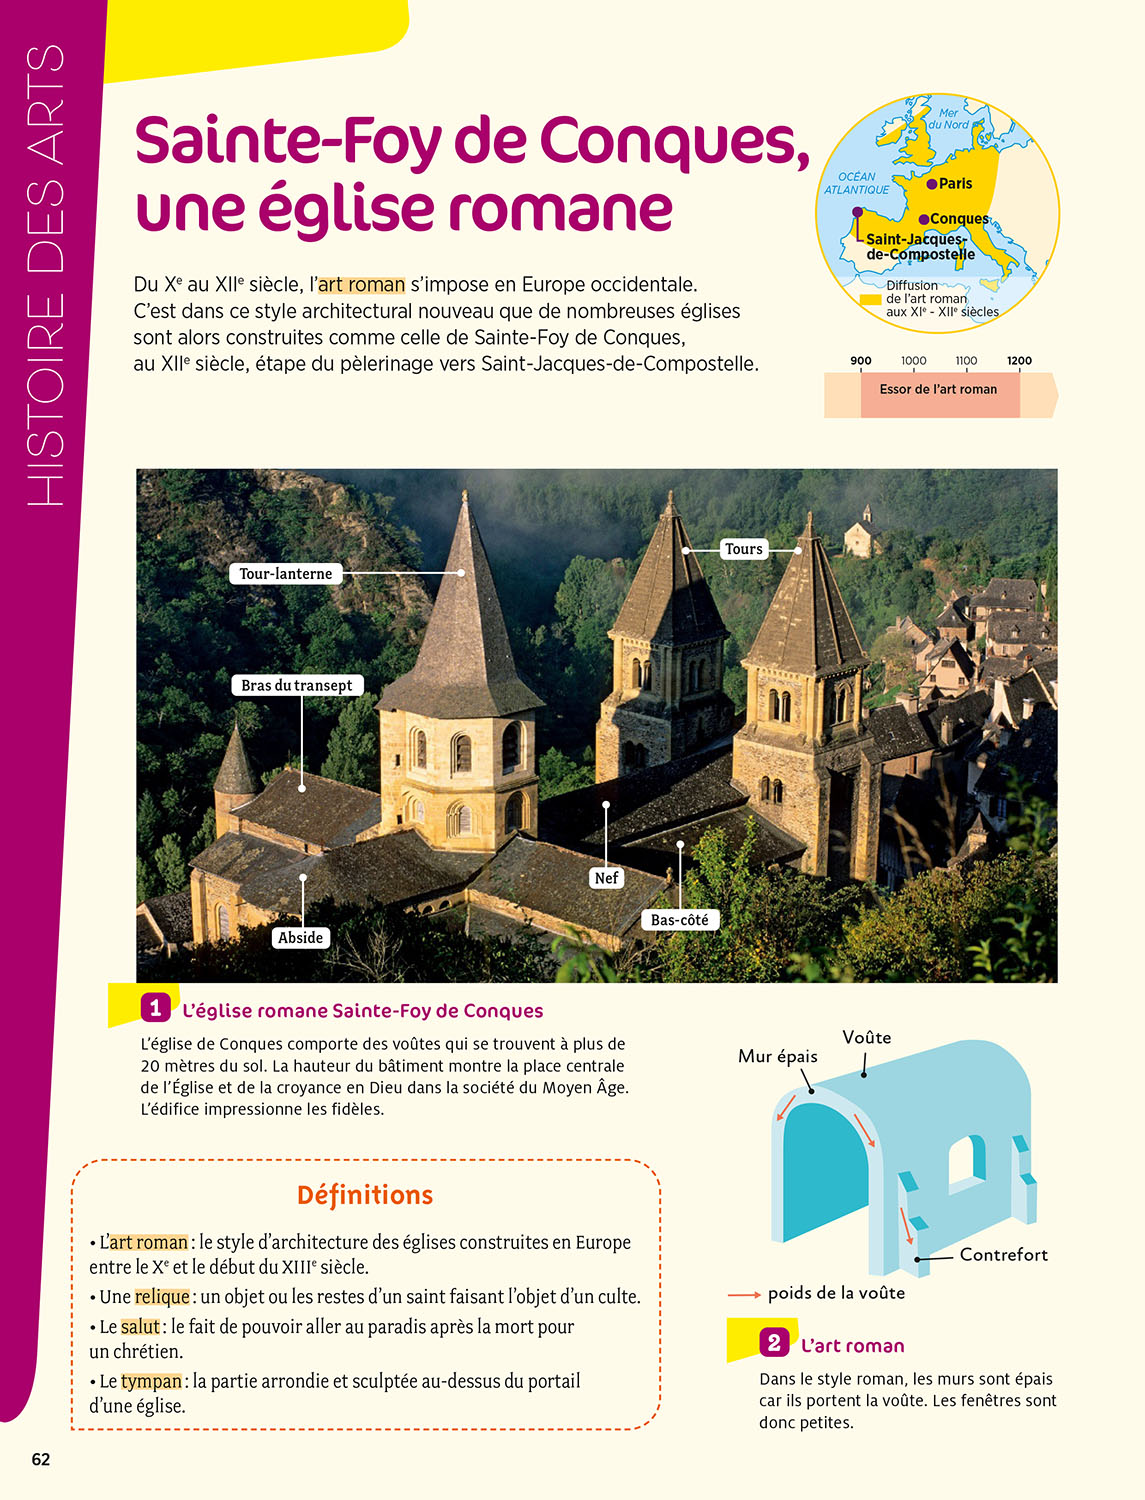 HISTOIRE DES ARTS
Sainte-Foy de Conques,
une église romane
Du Xe au XIIe siècle, l’art roman s’impose en Europe occidentale.
C’est dans ce style architectural nouveau que de nombreuses églises
sont alors construites comme celle de Sainte-Foy de Conques,
au XIIe siècle, étape du pèlerinage vers Saint-Jacques-de-Compostelle.
Mer
du Nord
OCÉAN
ATLANTIQUE
Paris
Conques
Saint-Jacques-
de-Compostelle
Diffusion
de l’art roman
aux XIe - XIIe siècles
900 1000 1100 1200
Essor de l’art roman
Tour-lanterne
Tours
Bras du transept
Nef
Bas-côté
Abside
1 L’église romane Sainte-Foy de Conques
L’église de Conques comporte des voûtes qui se trouvent à plus de
20 mètres du sol. La hauteur du bâtiment montre la place centrale
de l’Église et de la croyance en Dieu dans la société du Moyen Âge.
L’édifice impressionne les fidèles.
Définitions
• L’art roman : le style d’architecture des églises construites en Europe
entre le Xe et le début du XIIIe siècle.
• Une relique : un objet ou les restes d’un saint faisant l’objet d’un culte.
• Le salut : le fait de pouvoir aller au paradis après la mort pour
un chrétien.
• Le tympan : la partie arrondie et sculptée au-dessus du portail
d’une église.
Voûte
Mur épais
Contrefort
poids de la voûte
2 L’art roman
Dans le style roman, les murs sont épais
car ils portent la voûte. Les fenêtres sont
donc petites.
62